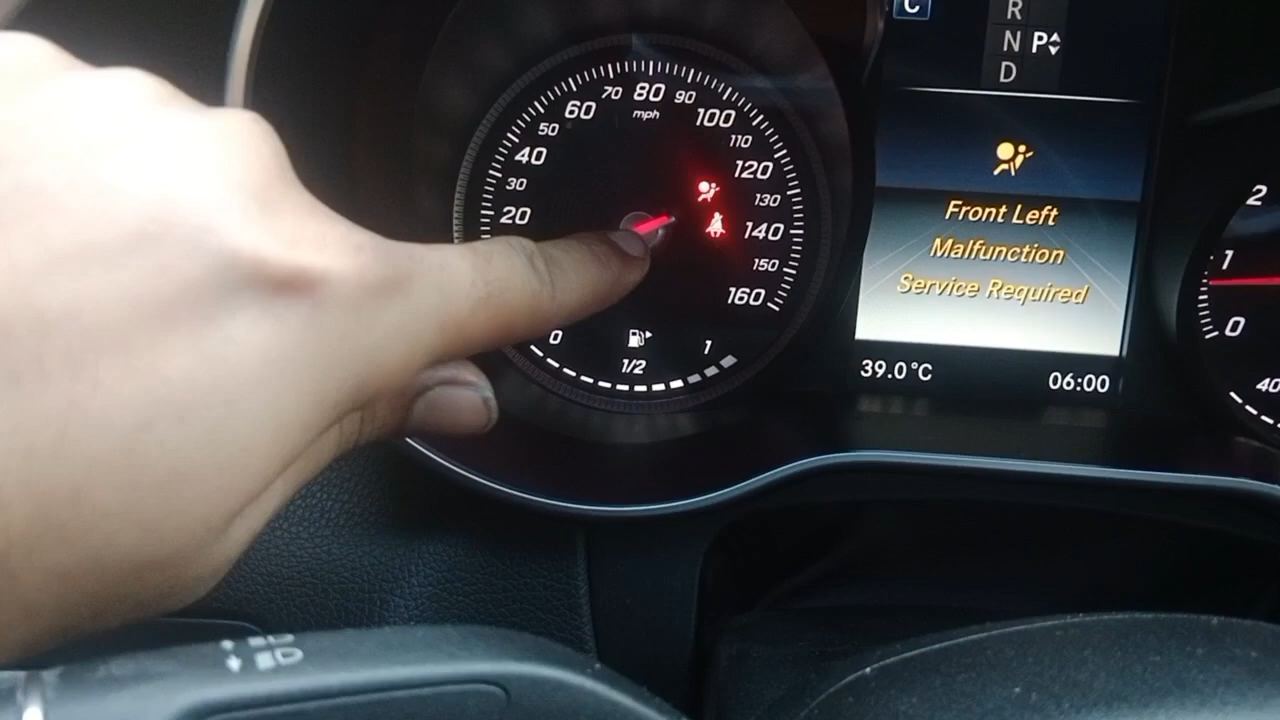 C
R
N P
D
70 80 90
60 mph 100
50 110
40 120
30 130
20 140
150
160
0 1
1/2
Front Left
Malfunction
Service Required
39.0°C 06:00
2
1
0
40